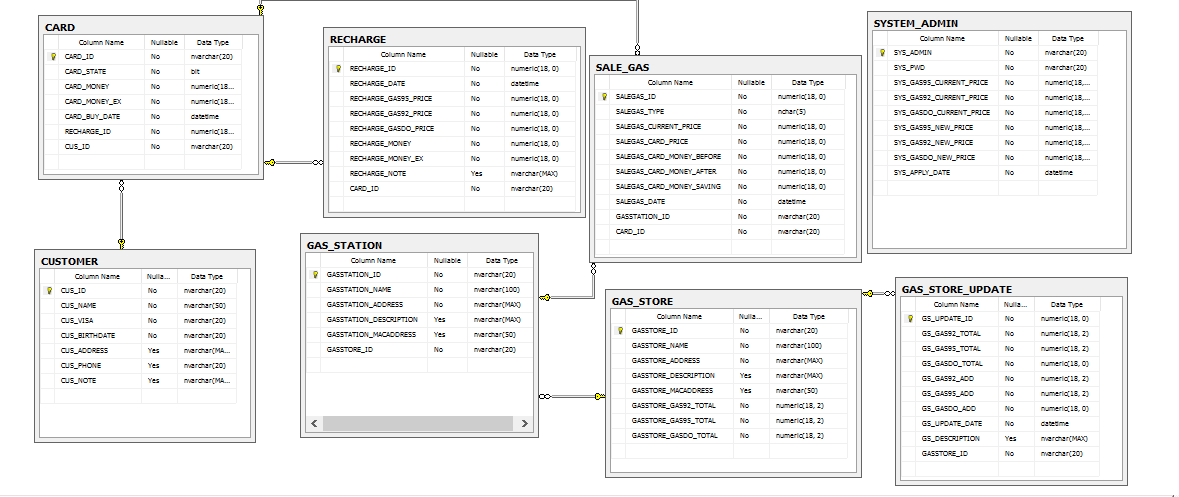 CARD
Column Name Nullable Data Type
CARD_ID No nvarchar(20)
CARD_STATE No bit
CARD_MONEY No numeric(18...
CARD_MONEY_EX No numeric(18...
CARD_BUY_DATE No datetime
RECHARGE_ID No numeric(18...
CUS_ID No nvarchar(20)
RECHARGE
Column Name Nullable Data Type
RECHARGE_ID No numeric(18, 0)
RECHARGE_DATE No datetime
RECHARGE_GAS95_PRICE No numeric(18, 0)
RECHARGE_GAS92_PRICE No numeric(18, 0)
RECHARGE_GASDO_PRICE No numeric(18, 0)
RECHARGE_MONEY No numeric(18, 0)
RECHARGE_MONEY_EX No numeric(18, 0)
RECHARGE_NOTE Yes nvarchar(MAX)
CARD_ID No nvarchar(20)
SALE_GAS
Column Name Nullable Data Type
SALEGAS_ID No numeric(18, 0)
SALEGAS_TYPE No nchar(5)
SALEGAS_CURRENT_PRICE No numeric(18, 0)
SALEGAS_CARD_PRICE No numeric(18, 0)
SALEGAS_CARD_MONEY_BEFORE No numeric(18, 0)
SALEGAS_CARD_MONEY_AFTER No numeric(18, 0)
SALEGAS_CARD_MONEY_SAVING No numeric(18, 0)
SALEGAS_DATE No datetime
GASSTATION_ID No nvarchar(20)
CARD_ID No nvarchar(20)
SYSTEM_ADMIN
Column Name Nullable Data Type
SYS_ADMIN No nvarchar(20)
SYS_PWD No nvarchar(20)
SYS_GAS95_CURRENT_PRICE No numeric(18,...
SYS_GAS92_CURRENT_PRICE No numeric(18,...
SYS_GASDO_CURRENT_PRICE No numeric(18,...
SYS_GAS95_NEW_PRICE No numeric(18,...
SYS_GAS92_NEW_PRICE No numeric(18,...
SYS_GASDO_NEW_PRICE No numeric(18,...
SYS_APPLY_DATE No datetime
CUSTOMER
Column Name Nulla... Data Type
CUS_ID No nvarchar(20)
CUS_NAME No nvarchar(50)
CUS_VISA No nvarchar(20)
CUS_BIRTHDATE No nvarchar(20)
CUS_ADDRESS Yes nvarchar(MA...
CUS_PHONE Yes nvarchar(20)
CUS_NOTE Yes nvarchar(MA...
GAS_STATION
Column Name Nullable Data Type
GASSTATION_ID No nvarchar(20)
GASSTATION_NAME No nvarchar(100)
GASSTATION_ADDRESS No nvarchar(MAX)
GASSTATION_DESCRIPTION Yes nvarchar(MAX)
GASSTATION_MACADDRESS Yes nvarchar(50)
GASSTORE_ID No nvarchar(20)
GAS_STORE
Column Name Nulla... Data Type
GASSTORE_ID No nvarchar(20)
GASSTORE_NAME No nvarchar(100)
GASSTORE_ADDRESS No nvarchar(MAX)
GASSTORE_DESCRIPTION Yes nvarchar(MAX)
GASSTORE_MACADDRESS Yes nvarchar(50)
GASSTORE_GAS92_TOTAL No numeric(18, 2)
GASSTORE_GAS95_TOTAL No numeric(18, 2)
GASSTORE_GASDO_TOTAL No numeric(18, 2)
GAS_STORE_UPDATE
Column Name Nulla... Data Type
GS_UPDATE_ID No numeric(18, 0)
GS_GAS92_TOTAL No numeric(18, 2)
GS_GAS95_TOTAL No numeric(18, 2)
GS_GASDO_TOTAL No numeric(18, 0)
GS_GAS92_ADD No numeric(18, 2)
GS_GAS95_ADD No numeric(18, 2)
GS_GASDO_ADD No numeric(18, 0)
GS_UPDATE_DATE No datetime
GS_DESCRIPTION Yes nvarchar(MAX)
GASSTORE_ID No nvarchar(20)